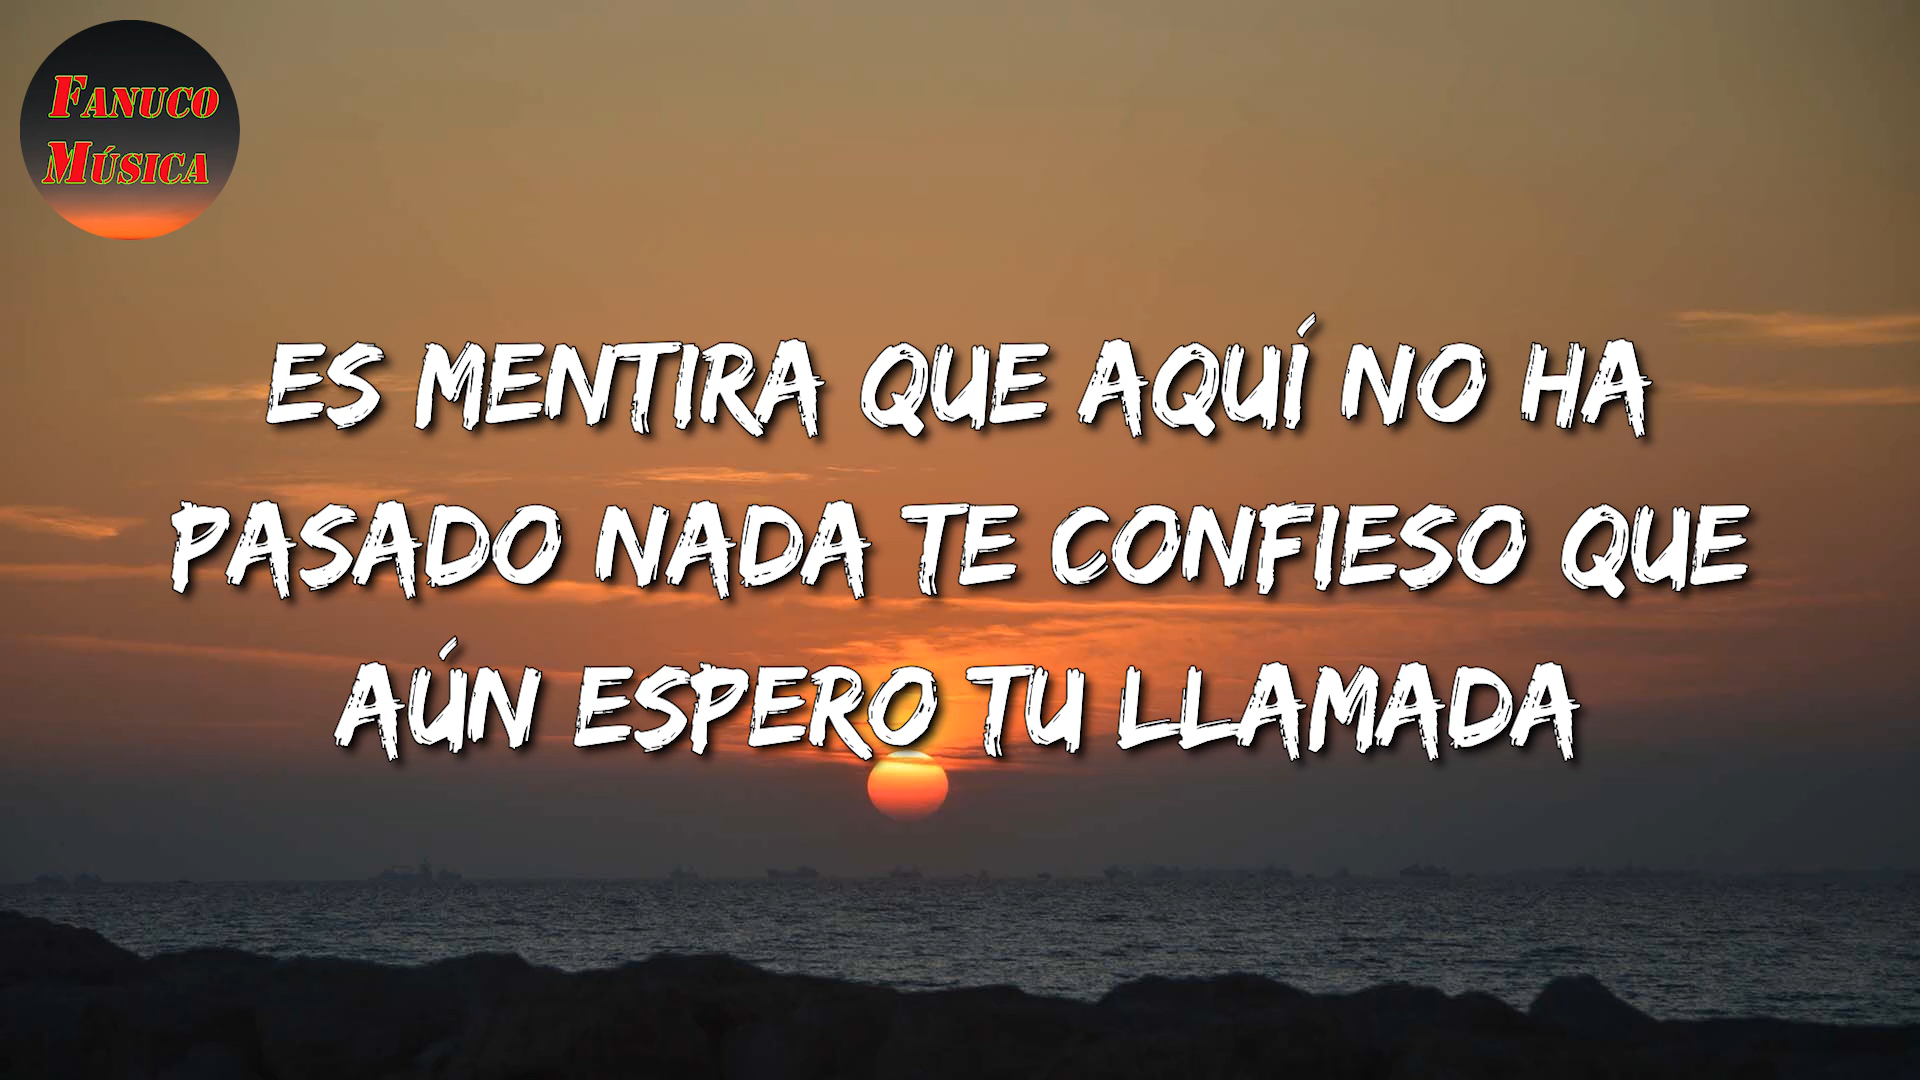 FANUCO
MÚSICA
ES MENTIRA QUE AQUÍ NO HA
PASADO NADA TE CONFIESO QUE
AÚN ESPERO TU LLAMADA